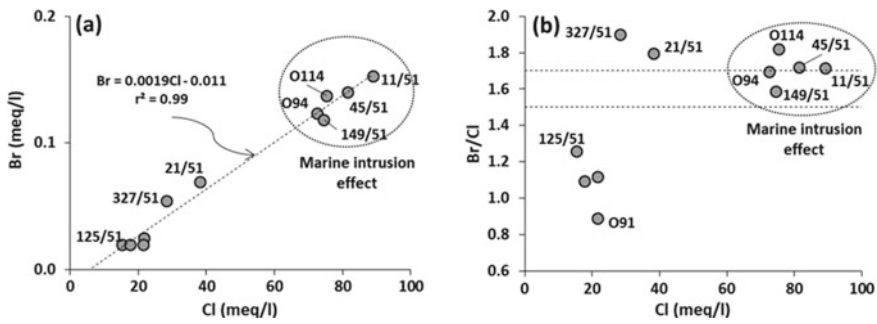 (a)
Br (meq/l)
0.2
0.1
0.0
Br = 0.0019Cl - 0.011
r² = 0.99
O114
11/51
O94
45/51
149/51
Marine intrusion
effect
21/51
327/51
125/51
0 20 40 60 80 100
Cl (meq/l)
(b)
Br/Cl
2.0
1.8
1.6
1.4
1.2
1.0
0.8
0.6
327/51
21/51
O114
45/51
O94
11/51
149/51
Marine intrusion
effect
125/51
O91
0 20 40 60 80 100
Cl (meq/l)